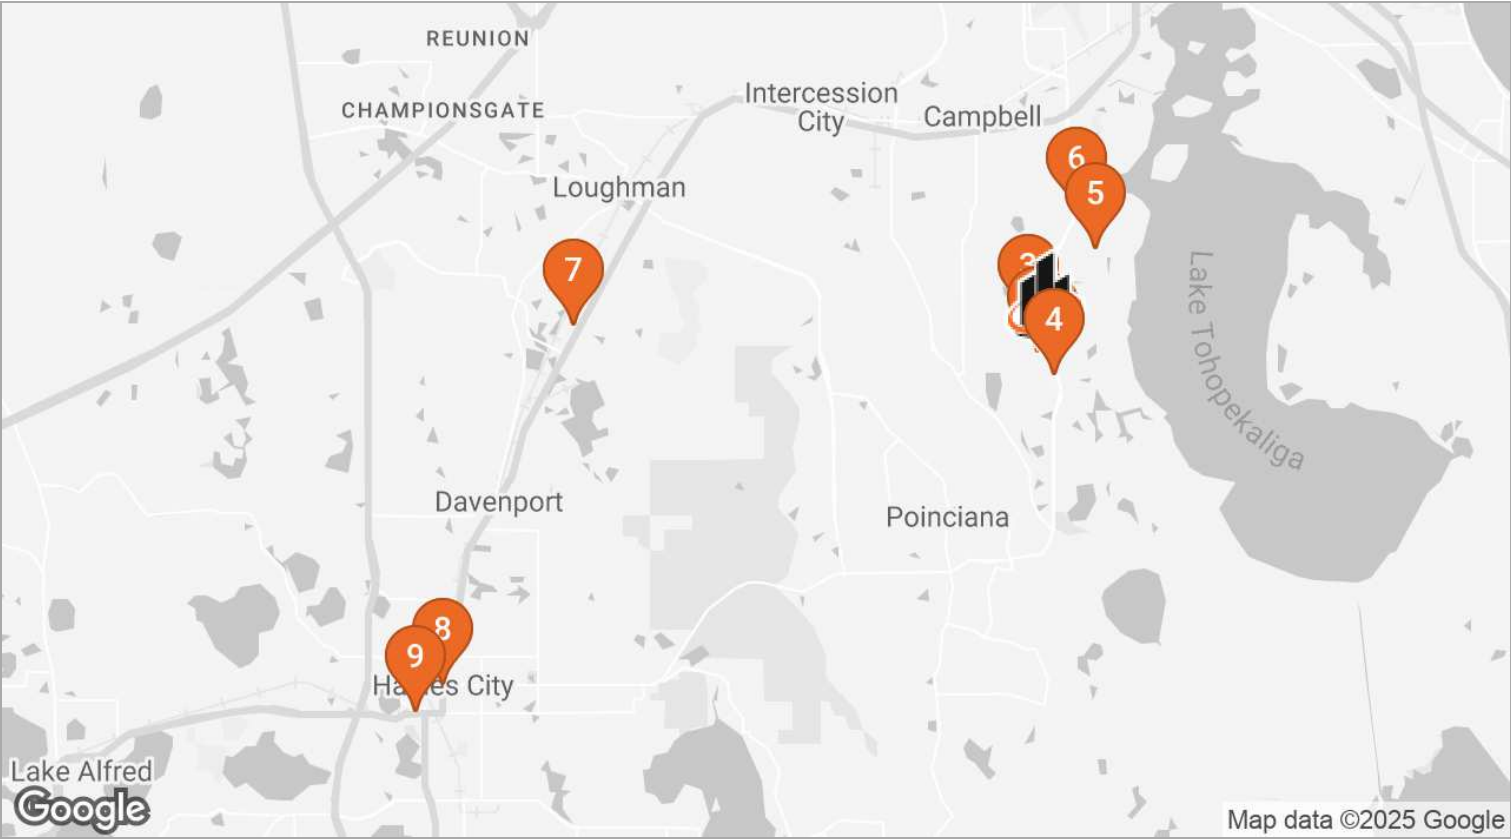 REUNION
CHAMPIONSGATE
Intercession
City
Campbell
6
5
Loughman
7
3
4
Lake Tohopekaliga
Davenport
Poinciana
8
9
Haines City
Lake Alfred
Google
Map data ©2025 Google